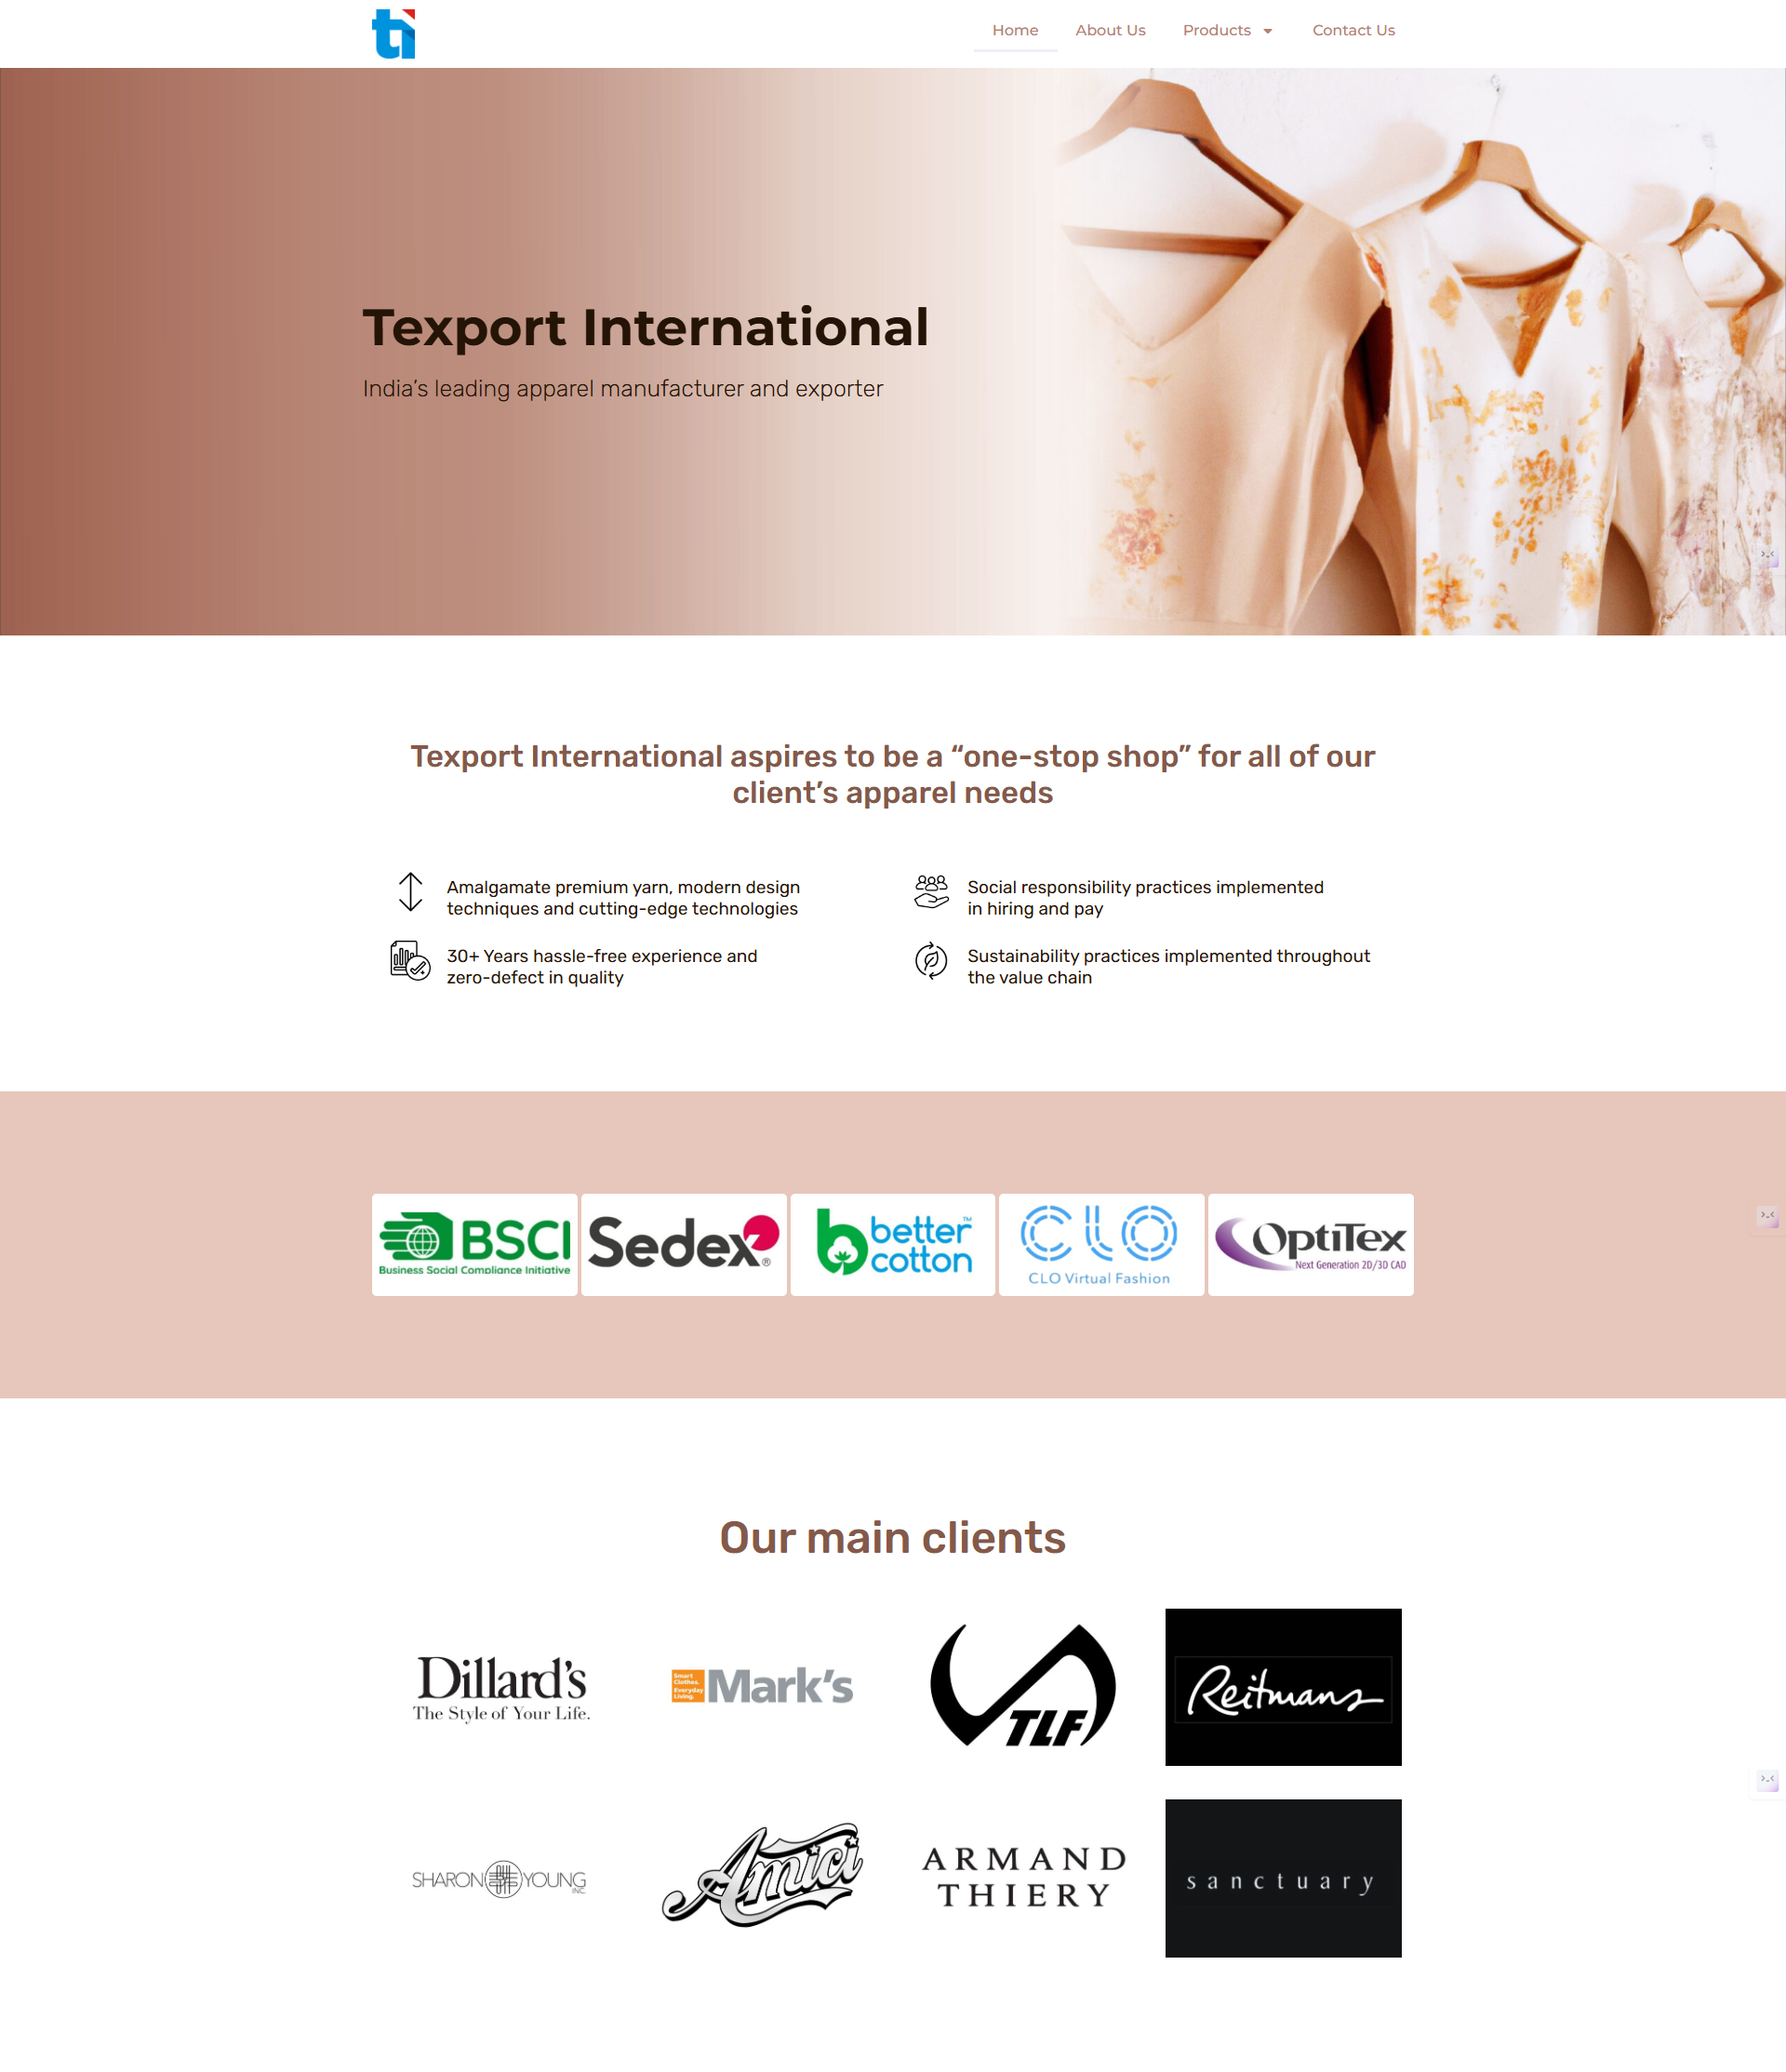 ti
Home About Us Products Contact Us
Texport International
India’s leading apparel manufacturer and exporter
Texport International aspires to be a “one-stop shop” for all of our
client’s apparel needs
Amalgamate premium yarn, modern design
techniques and cutting-edge technologies
Social responsibility practices implemented
in hiring and pay
30+ Years hassle-free experience and
zero-defect in quality
Sustainability practices implemented throughout
the value chain
BSCI
Business Social Compliance Initiative
Sedex®
better
cotton™
CLO
CLO Virtual Fashion
OptiTex
Next Generation 2D/3D CAD
Our main clients
Dillard’s
The Style of Your Life.
Smart
Clothes.
Everyday
Living.
Mark’s
TLF
Reitmans
SHARON YOUNG
INC.
Amici
ARMAND
THIERY
sanctuary